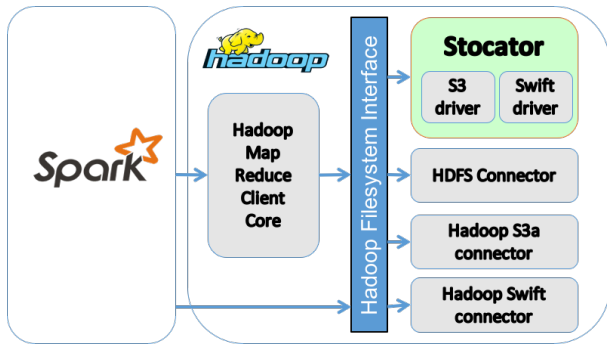 Spark
hadoop
Hadoop
Map
Reduce
Client
Core
Hadoop Filesystem Interface
Stocator
S3
driver
Swift
driver
HDFS Connector
Hadoop S3a
connector
Hadoop Swift
connector